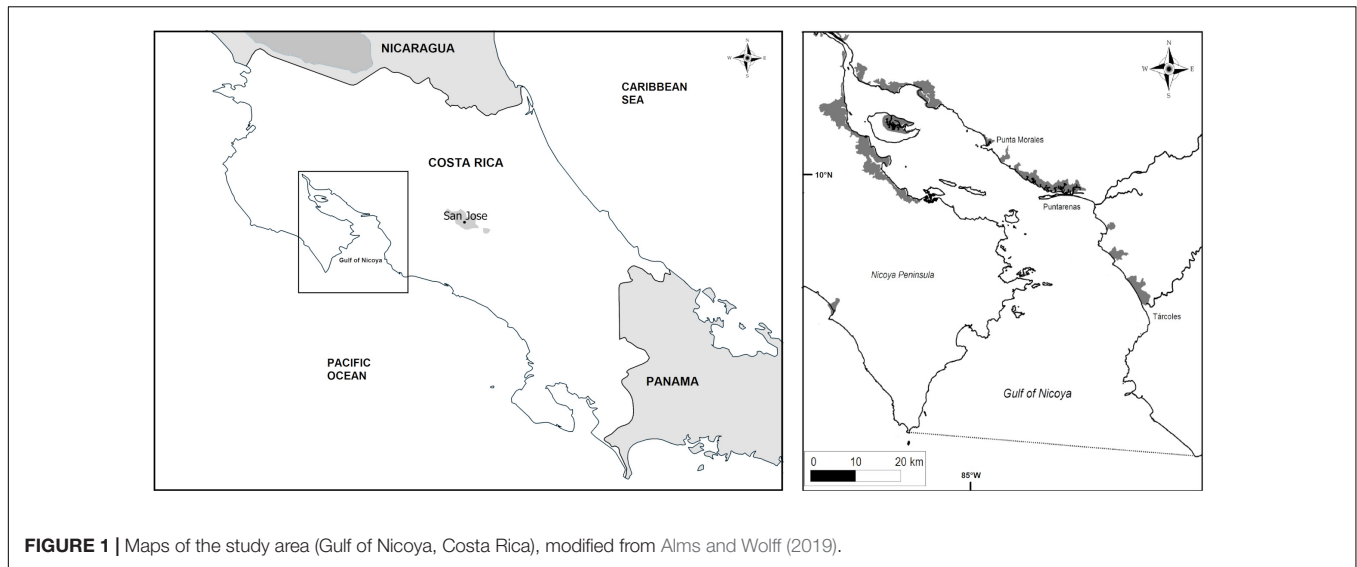 NICARAGUA
N
W E
S
CARIBBEAN
SEA
COSTA RICA
San Jose
Gulf of Nicoya
PACIFIC
OCEAN
PANAMA
N
W E
S
Punta Morales
10°N
Puntarenas
Nicoya Peninsula
Tárcoles
Gulf of Nicoya
0 10 20 km
85°W
FIGURE 1 | Maps of the study area (Gulf of Nicoya, Costa Rica), modified from Alms and Wolff (2019).